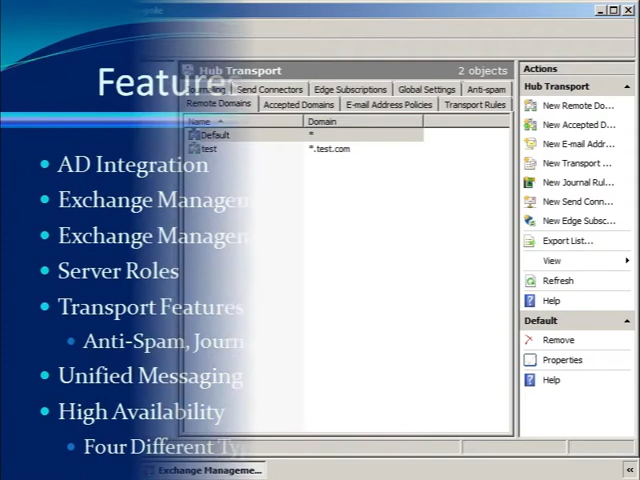 Features
AD Integration
Exchange
Exchange
Server Roles
Transport Features
Anti-Spam,
Unified Messaging
High Availability
Four Different
Hub Transport 2 objects
Journaling Send Connectors Edge Subscriptions Global Settings Anti-spam
Remote Domains Accepted Domains E-mail Address Policies Transport Rules
Name Domain
Default *
test *.test.com
Actions
Hub Transport
New Remote Do...
New Accepted D...
New E-mail Addr...
New Transport ...
New Journal Rul...
New Send Conn...
New Edge Subsc...
Export List...
View
Refresh
Help
Default
Remove
Properties
Help
Exchange Manageme...